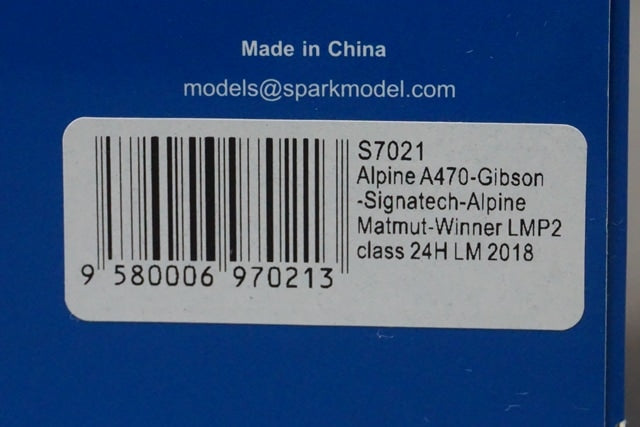 Made in China
models@sparkmodel.com
S7021
Alpine A470-Gibson
-Signatech-Alpine
Matmut-Winner LMP2
class 24H LM 2018
9 580006 970213